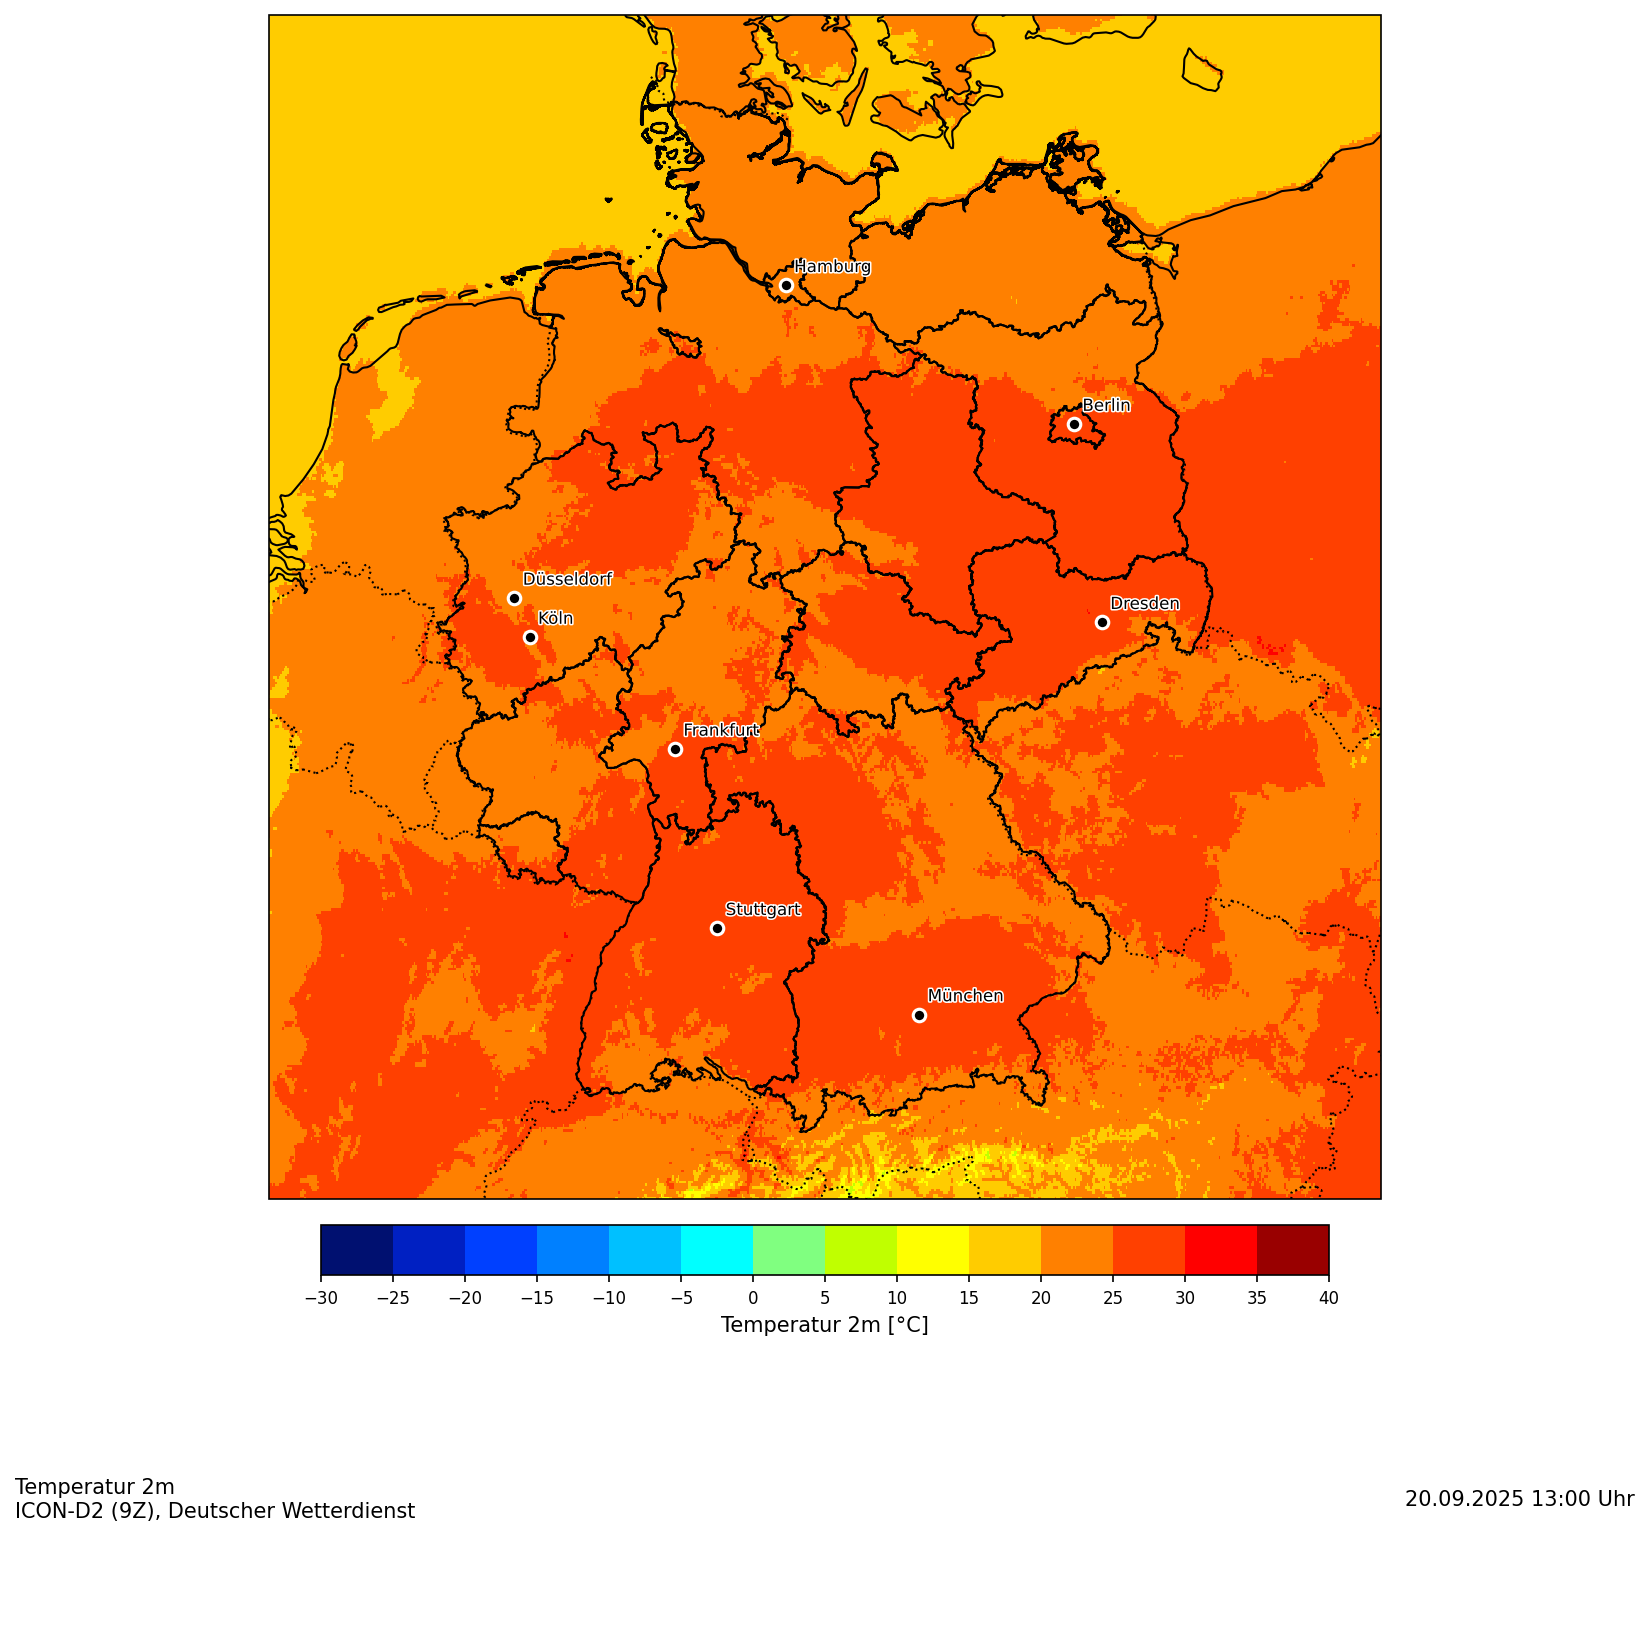 Hamburg
Berlin
Düsseldorf
Köln
Dresden
Frankfurt
Stuttgart
München
−30 −25 −20 −15 −10 −5 0 5 10 15 20 25 30 35 40
Temperatur 2m [°C]
Temperatur 2m
ICON-D2 (9Z), Deutscher Wetterdienst
20.09.2025 13:00 Uhr